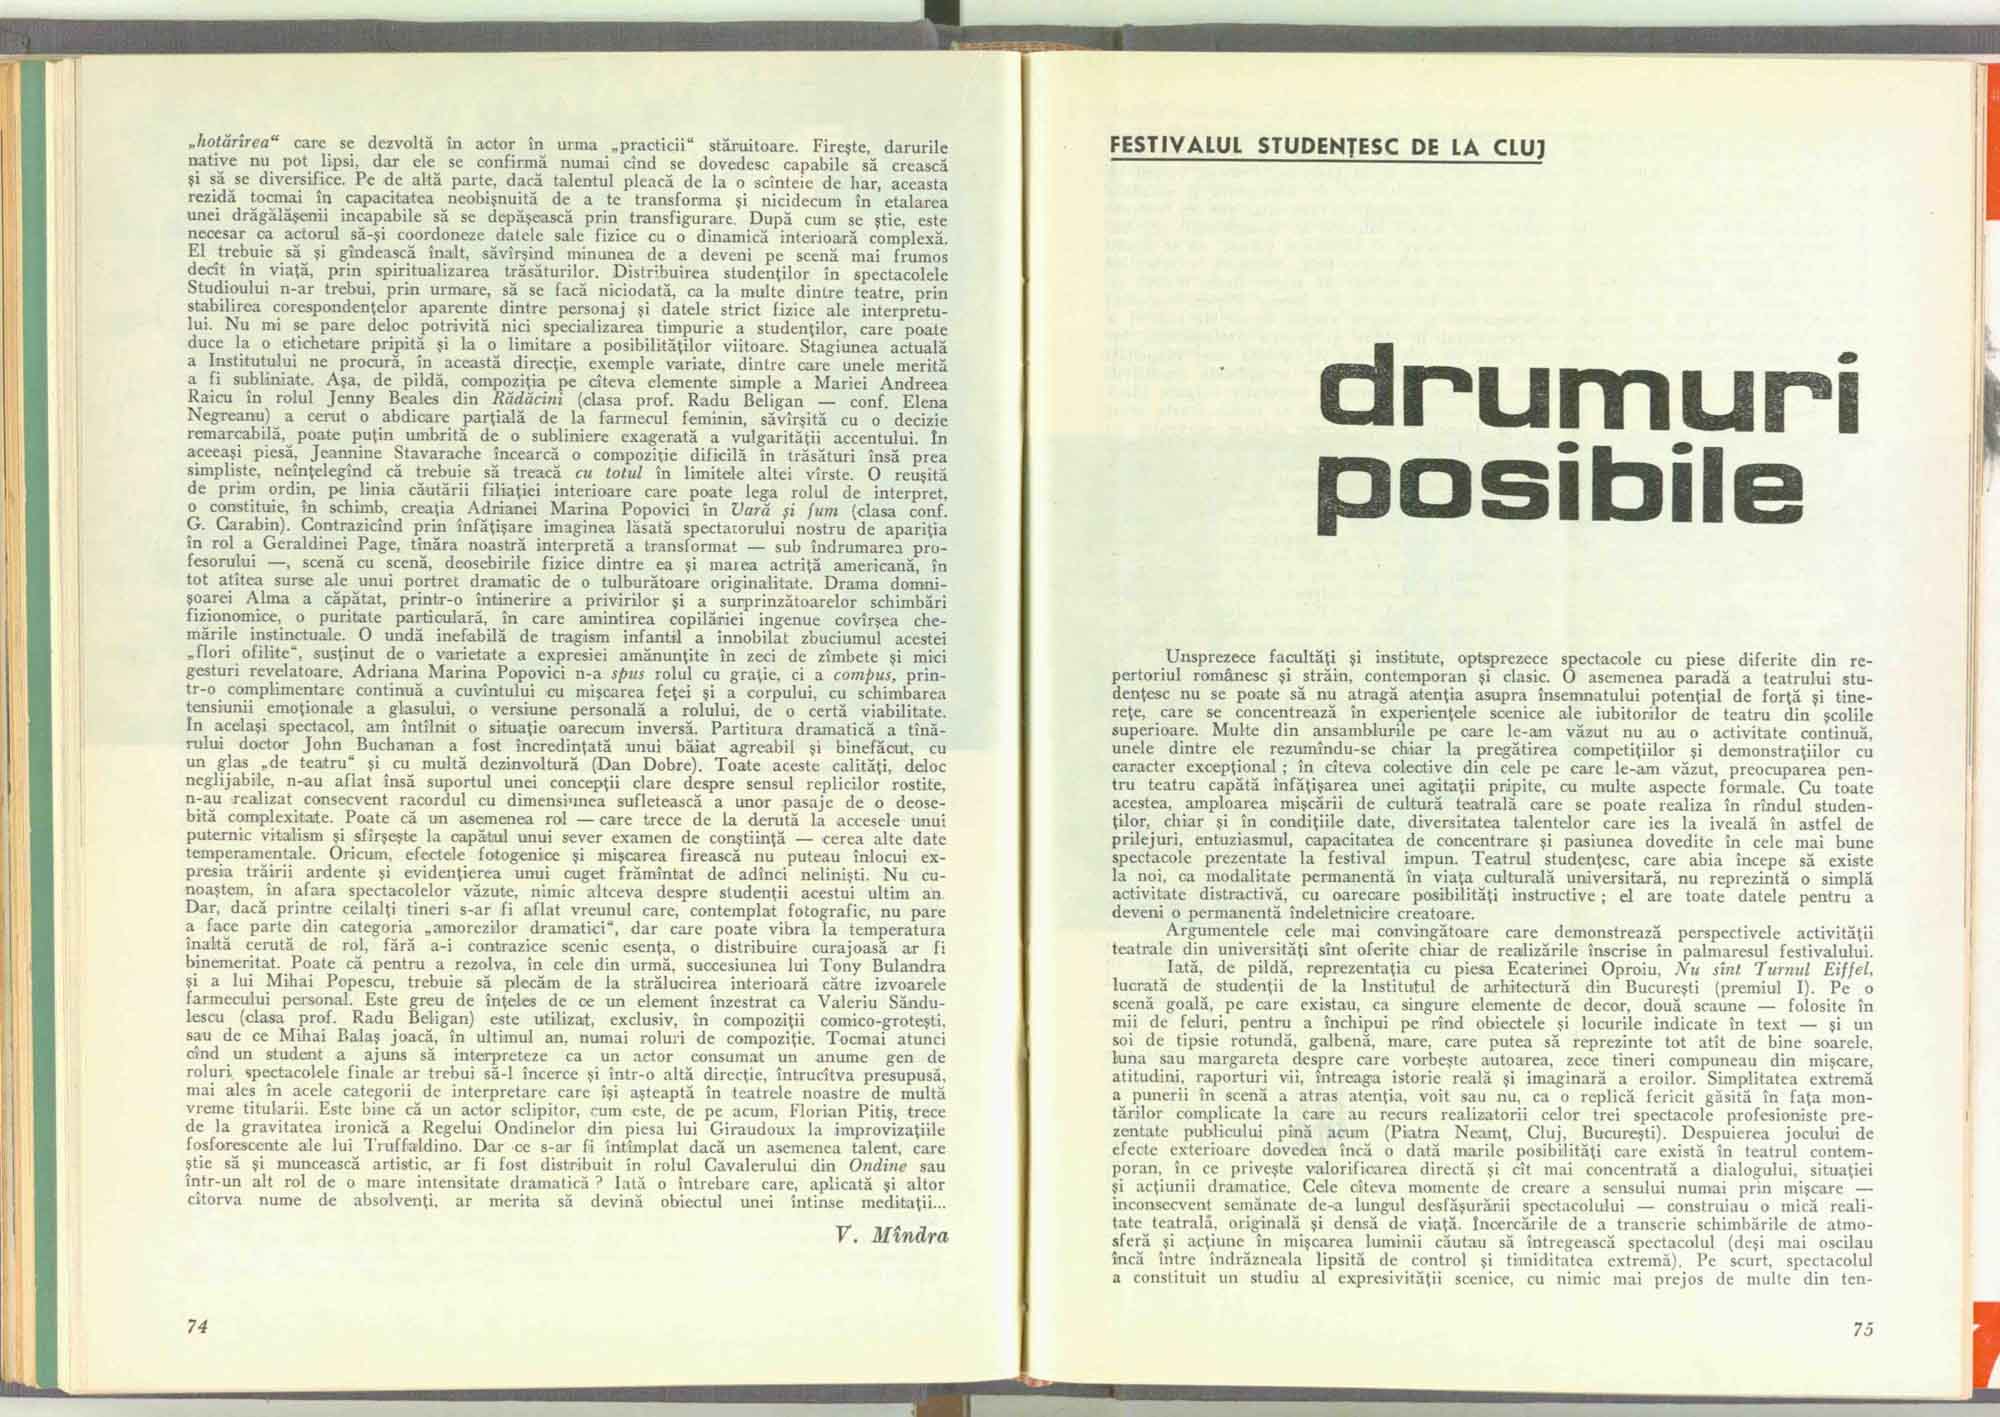 „hotărîrea“ care se dezvoltă în actor în urma „practicii“ stăruitoare. Firește, darurile
native nu pot lipsi, dar ele se confirmă numai cînd se dovedesc capabile să crească
și să se diversifice. Pe de altă parte, dacă talentul pleacă de la o scînteie de har, aceasta
rezidă tocmai în capacitatea neobișnuită de a te transforma și nicidecum în etalarea
unei drăgălășenii incapabile să se depășească prin transfigurare. După cum se știe, este
necesar ca actorul să-și coordoneze datele sale fizice cu o dinamică interioară complexă.
El trebuie să și gîndească înalt, săvîrșind minunea de a deveni pe scenă mai frumos
decît în viață, prin spiritualizarea trăsăturilor. Distribuirea studenților în spectacolele
Studioului n-ar trebui, prin urmare, să se facă niciodată, ca la multe dintre teatre, prin
stabilirea corespondențelor aparente dintre personaj și datele strict fizice ale interpretu-
lui. Nu mi se pare deloc potrivită nici specializarea timpurie a studenților, care poate
duce la o etichetare pripită și la o limitare a posibilităților viitoare. Stagiunea actuală
a Institutului ne procură, în această direcție, exemple variate, dintre care unele merită
a fi subliniate. Așa, de pildă, compoziția pe cîteva elemente simple a Mariei Andreea
Raicu în rolul Jenny Beales din Rădăcini (clasa prof. Radu Beligan — conf. Elena
Negreanu) a cerut o abdicare parțială de la farmecul feminin, săvîrșită cu o decizie
remarcabilă, poate puțin umbrită de o subliniere exagerată a vulgarității accentului. În
aceeași piesă, Jeannine Stavarache încearcă o compoziție dificilă în trăsături însă prea
simpliste, neînțelegînd că trebuie să treacă cu totul în limitele altei vîrste. O reușită
de prim ordin, pe linia căutării filiației interioare care poate lega rolul de interpret,
o constituie, în schimb, creația Adrianei Marina Popovici în Vară și fum (clasa conf.
G. Carabin). Contrazicînd prin înfățișare imaginea lăsată spectatorului nostru de apariția
în rol a Geraldinei Page, tînăra noastră interpretă a transformat — sub îndrumarea pro-
fesorului —, scenă cu scenă, deosebirile fizice dintre ea și marea actriță americană, în
tot atîtea surse ale unui portret dramatic de o tulburătoare originalitate. Drama domni-
șoarei Alma a căpătat, printr-o întinerire a privirilor și a surprinzătoarelor schimbări
fizionomice, o puritate particulară, în care amintirea copilăriei ingenue covîrșea che-
mările instinctuale. O undă inefabilă de tragism infantil a înnobilat zbuciumul acestei
„flori ofilite“, susținut de o varietate a expresiei amănunțite în zeci de zîmbete și mici
gesturi revelatoare. Adriana Marina Popovici n-a spus rolul cu grație, ci a compus, prin-
tr-o complimentare continuă a cuvîntului cu mișcarea feței și a corpului, cu schimbarea
tensiunii emoționale a glasului, o versiune personală a rolului, de o certă viabilitate.
În același spectacol, am întîlnit o situație oarecum inversă. Partitura dramatică a tînă-
rului doctor John Buchanan a fost încredințată unui băiat agreabil și binefăcut, cu
un glas „de teatru“ și cu multă dezinvoltură (Dan Dobre). Toate aceste calități, deloc
neglijabile, n-au aflat însă suportul unei concepții clare despre sensul replicilor rostite,
n-au realizat consecvent racordul cu dimensiunea sufletească a unor pasaje de o deose-
bită complexitate. Poate că un asemenea rol — care trece de la derută la accesele unui
puternic vitalism și sfîrșește la capătul unui sever examen de conștiință — cerea alte date
temperamentale. Oricum, efectele fotogenice și mișcarea firească nu puteau înlocui ex-
presia trăirii ardente și evidențierea unui cuget frămîntat de adînci neliniști. Nu cu-
noaștem, în afara spectacolelor văzute, nimic altceva despre studenții acestui ultim an.
Dar, dacă printre ceilalți tineri s-ar fi aflat vreunul care, contemplat fotografic, nu pare
a face parte din categoria „amorezilor dramatici“, dar care poate vibra la temperatura
înaltă cerută de rol, fără a-i contrazice scenic esența, o distribuire curajoasă ar fi
binemeritat. Poate că pentru a rezolva, în cele din urmă, succesiunea lui Tony Bulandra
și a lui Mihai Popescu, trebuie să plecăm de la strălucirea interioară către izvoarele
farmecului personal. Este greu de înțeles de ce un element înzestrat ca Valeriu Săndu-
lescu (clasa prof. Radu Beligan) este utilizat, exclusiv, în compoziții comico-grotești,
sau de ce Mihai Balaș joacă, în ultimul an, numai roluri de compoziție. Tocmai atunci
cînd un student a ajuns să interpreteze ca un actor consumat un anume gen de
roluri, spectacolele finale ar trebui să-l încerce și într-o altă direcție, întrucîtva presupusă,
mai ales în acele categorii de interpretare care își așteaptă în teatrele noastre de multă
vreme titularii. Este bine că un actor sclipitor, cum este, de pe acum, Florian Pitiș, trece
de la gravitatea ironică a Regelui Ondinelor din piesa lui Giraudoux la improvizațiile
fosforescente ale lui Truffaldino. Dar ce s-ar fi întîmplat dacă un asemenea talent, care
știe să și muncească artistic, ar fi fost distribuit în rolul Cavalerului din Ondine sau
într-un alt rol de o mare intensitate dramatică ? Iată o întrebare care, aplicată și altor
cîtorva nume de absolvenți, ar merita să devină obiectul unei întinse meditații...
V. Mîndra
74
FESTIVALUL STUDENȚESC DE LA CLUJ
drumuri
posibile
Unsprezece facultăți și institute, optsprezece spectacole cu piese diferite din re-
pertoriul românesc și străin, contemporan și clasic. O asemenea paradă a teatrului stu-
dențesc nu se poate să nu atragă atenția asupra însemnatului potențial de forță și tine-
rețe, care se concentrează în experiențele scenice ale iubitorilor de teatru din școlile
superioare. Multe din ansamblurile pe care le-am văzut nu au o activitate continuă,
unele dintre ele rezumîndu-se chiar la pregătirea competițiilor și demonstrațiilor cu
caracter excepțional ; în cîteva colective din cele pe care le-am văzut, preocuparea pen-
tru teatru capătă înfățișarea unei agitații pripite, cu multe aspecte formale. Cu toate
acestea, amploarea mișcării de cultură teatrală care se poate realiza în rîndul studen-
ților, chiar și în condițiile date, diversitatea talentelor care ies la iveală în astfel de
prilejuri, entuziasmul, capacitatea de concentrare și pasiunea dovedite în cele mai bune
spectacole prezentate la festival impun. Teatrul studențesc, care abia începe să existe
la noi, ca modalitate permanentă în viața culturală universitară, nu reprezintă o simplă
activitate distractivă, cu oarecare posibilități instructive ; el are toate datele pentru a
deveni o permanentă îndeletnicire creatoare.
Argumentele cele mai convingătoare care demonstrează perspectivele activității
teatrale din universități sînt oferite chiar de realizările înscrise în palmaresul festivalului.
Iată, de pildă, reprezentația cu piesa Ecaterinei Oproiu, Nu sînt Turnul Eiffel,
lucrată de studenții de la Institutul de arhitectură din București (premiul I). Pe o
scenă goală, pe care existau, ca singure elemente de decor, două scaune — folosite în
mii de feluri, pentru a închipui pe rînd obiectele și locurile indicate în text — și un
soi de tipsie rotundă, galbenă, mare, care putea să reprezinte tot atît de bine soarele,
luna sau margareta despre care vorbește autoarea, zece tineri compuneau din mișcare,
atitudini, raporturi vii, întreaga istorie reală și imaginară a eroilor. Simplitatea extremă
a punerii în scenă a atras atenția, voit sau nu, ca o replică fericit găsită în fața mon-
tărilor complicate la care au recurs realizatorii celor trei spectacole profesioniste pre-
zentate publicului pînă acum (Piatra Neamț, Cluj, București). Despuierea jocului de
efecte exterioare dovedea încă o dată marile posibilități care există în teatrul contem-
poran, în ce privește valorificarea directă și cît mai concentrată a dialogului, situației
și acțiunii dramatice. Cele cîteva momente de creare a sensului numai prin mișcare —
inconsecvent semănate de-a lungul desfășurării spectacolului — construiau o mică reali-
tate teatrală, originală și densă de viață. Încercările de a transcrie schimbările de atmo-
sferă și acțiune în mișcarea luminii căutau să întregească spectacolul (deși mai oscilau
încă între îndrăzneala lipsită de control și timiditatea extremă). Pe scurt, spectacolul
a constituit un studiu al expresivității scenice, cu nimic mai prejos de multe din ten-
75